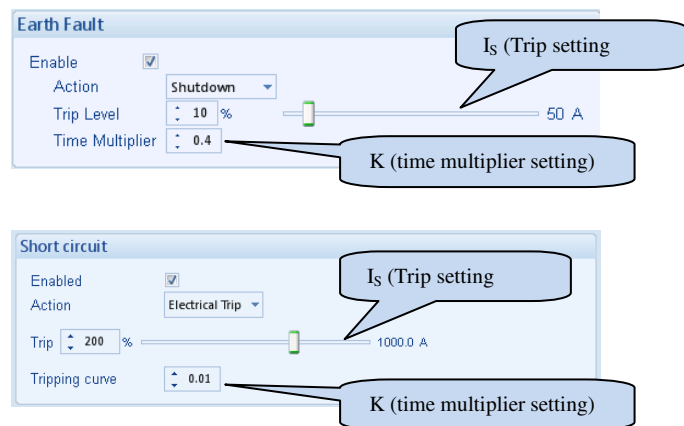 Earth Fault
Enable
Action Shutdown
Trip Level 10 % 50 A
Time Multiplier 0.4
IS (Trip setting
K (time multiplier setting)
Short circuit
Enabled
Action Electrical Trip
Trip 200 % 1000.0 A
Tripping curve 0.01
IS (Trip setting
K (time multiplier setting)